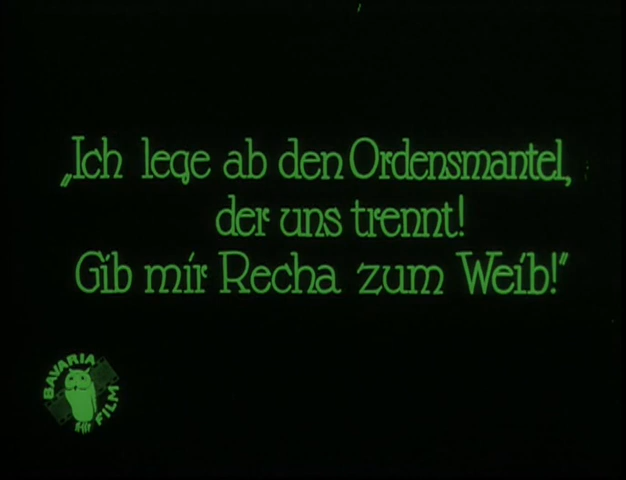 „Ich lege ab den Ordensmantel,
der uns trennt!
Gib mir Recha zum Weib!“
BAVARIA
FILM